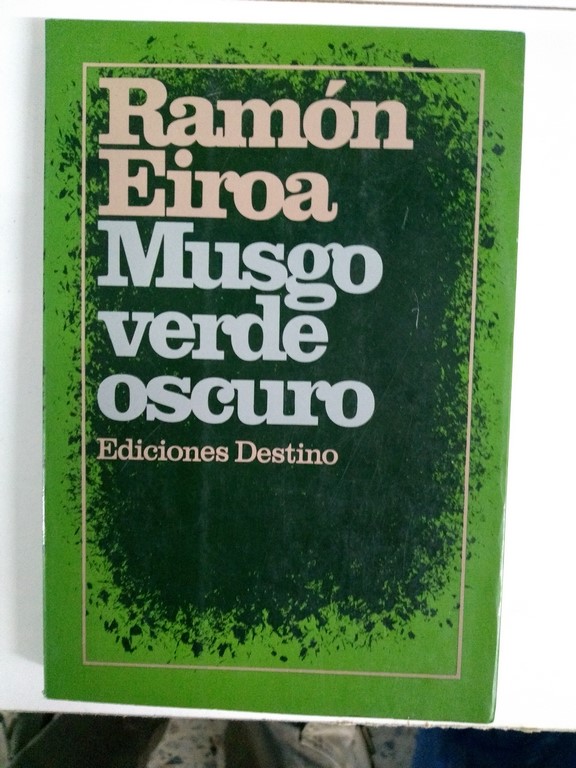 Ramón
Eiroa
Musgo
verde
oscuro
Ediciones Destino